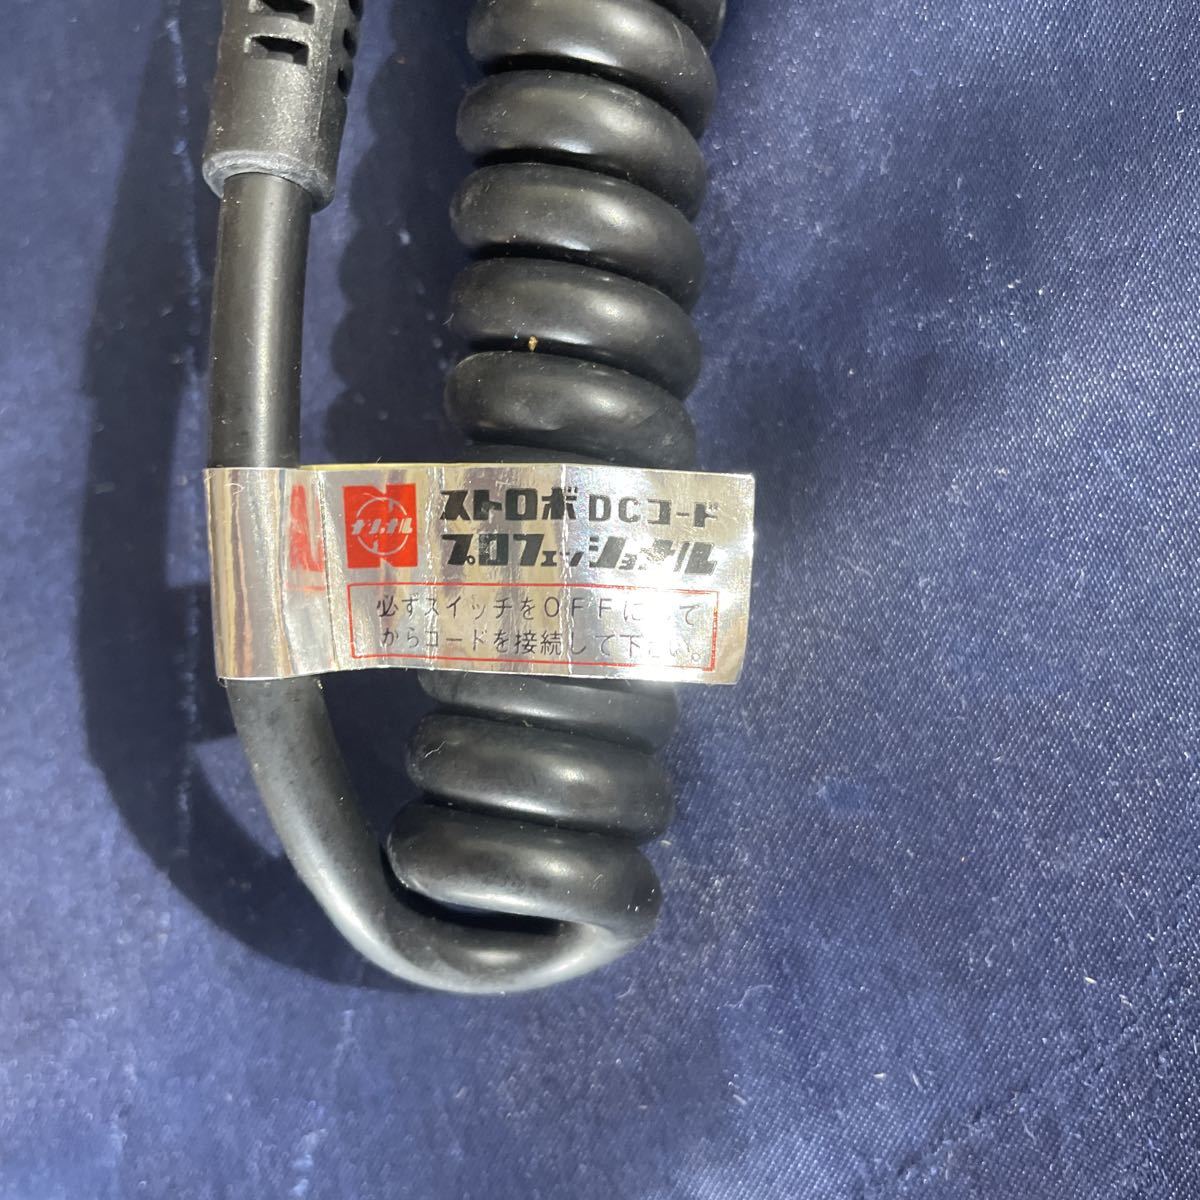 ナショナル
ストロボ DCコード
プロフェッショナル
必ずスイッチをOFFにして
からコードを接続して下さい。